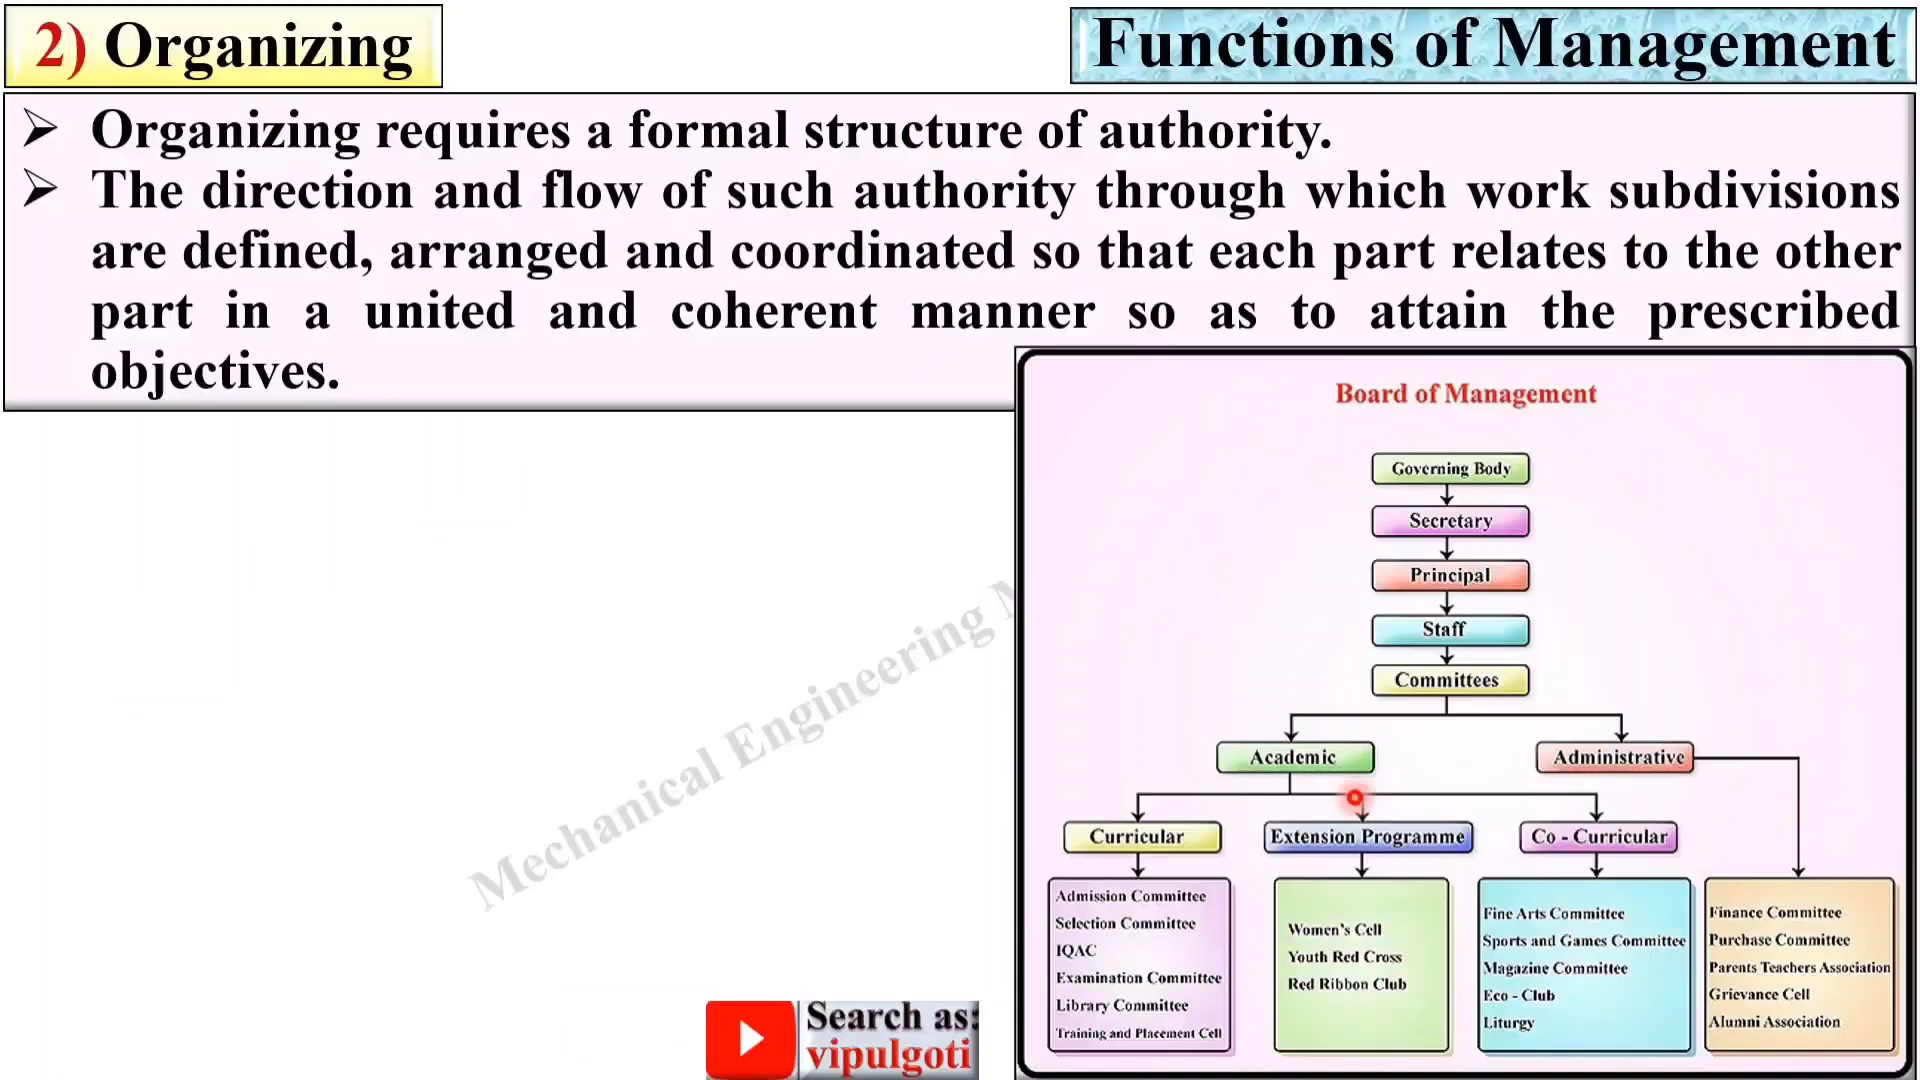 2) Organizing
Functions of Management
➢ Organizing requires a formal structure of authority.
➢ The direction and flow of such authority through which work subdivisions
are defined, arranged and coordinated so that each part relates to the other
part in a united and coherent manner so as to attain the prescribed
objectives.
Board of Management
Governing Body
Secretary
Principal
Staff
Committees
Academic
Administrative
Curricular
Extension Programme
Co - Curricular
Admission Committee
Selection Committee
IQAC
Examination Committee
Library Committee
Training and Placement Cell
Women's Cell
Youth Red Cross
Red Ribbon Club
Fine Arts Committee
Sports and Games Committee
Magazine Committee
Eco - Club
Liturgy
Finance Committee
Purchase Committee
Parents Teachers Association
Grievance Cell
Alumni Association
Mechanical Engineering
Search as:
vipulgoti